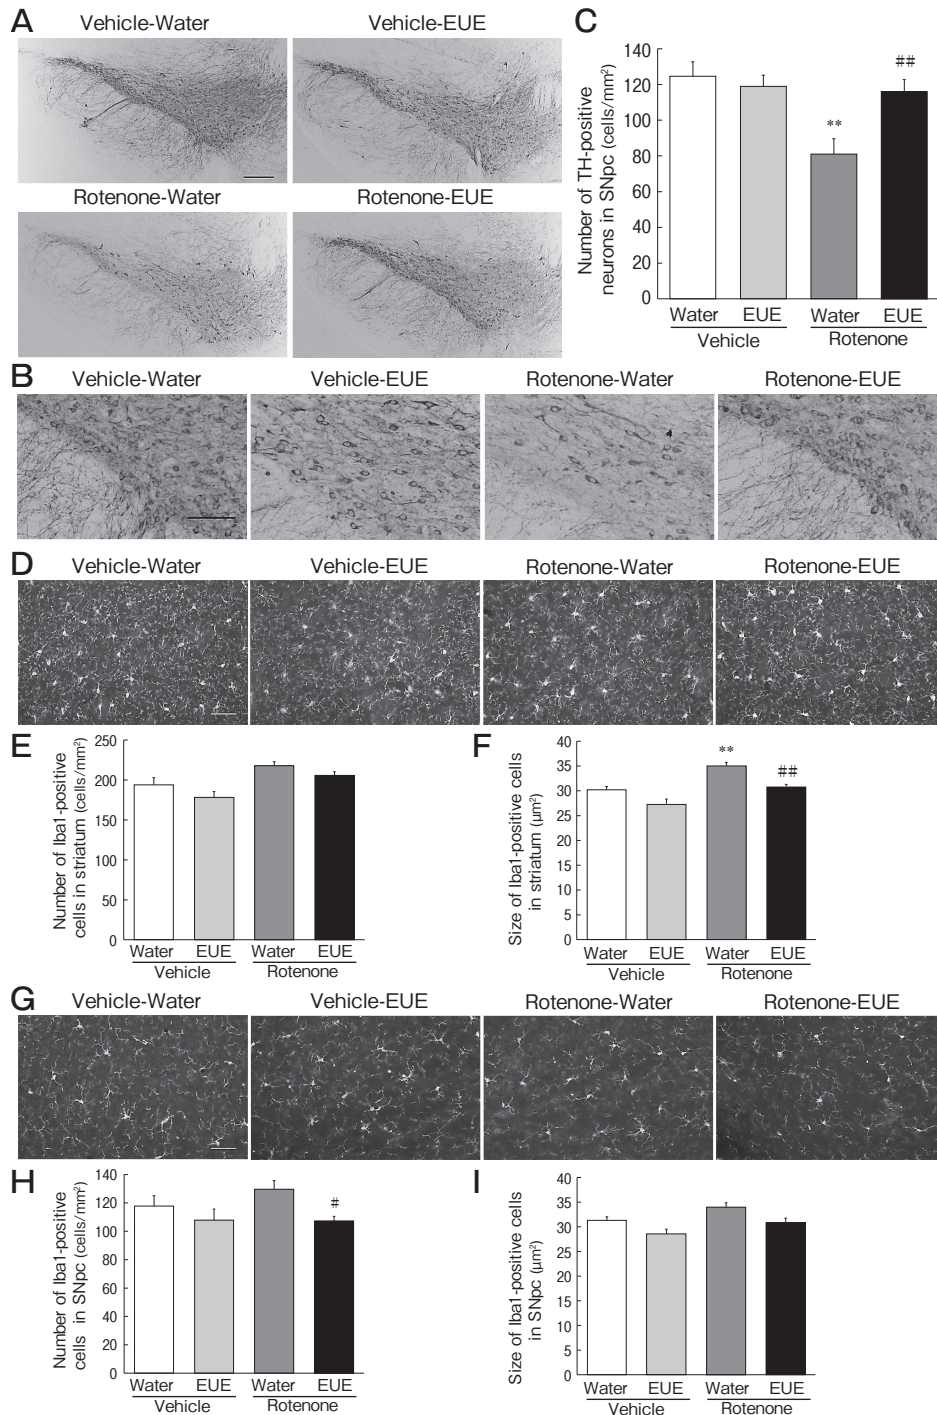 A
Vehicle-Water
Vehicle-EUE
Rotenone-Water
Rotenone-EUE
C
Number of TH-positive
neurons in SNpc (cells/mm²)
140
120
100
80
60
40
20
0
**
##
Water EUE Water EUE
Vehicle Rotenone
B
Vehicle-Water Vehicle-EUE Rotenone-Water Rotenone-EUE
D
Vehicle-Water Vehicle-EUE Rotenone-Water Rotenone-EUE
E
Number of Iba1-positive
cells in striatum (cells/mm²)
250
200
150
100
50
0
Water EUE Water EUE
Vehicle Rotenone
F
Size of Iba1-positive cells
in striatum (µm²)
40
35
30
25
20
15
10
5
0
**
##
Water EUE Water EUE
Vehicle Rotenone
G
Vehicle-Water Vehicle-EUE Rotenone-Water Rotenone-EUE
H
Number of Iba1-positive
cells in SNpc (cells/mm²)
140
120
100
80
60
40
20
0
#
Water EUE Water EUE
Vehicle Rotenone
I
Size of Iba1-positive cells
in SNpc (µm²)
40
35
30
25
20
15
10
5
0
Water EUE Water EUE
Vehicle Rotenone